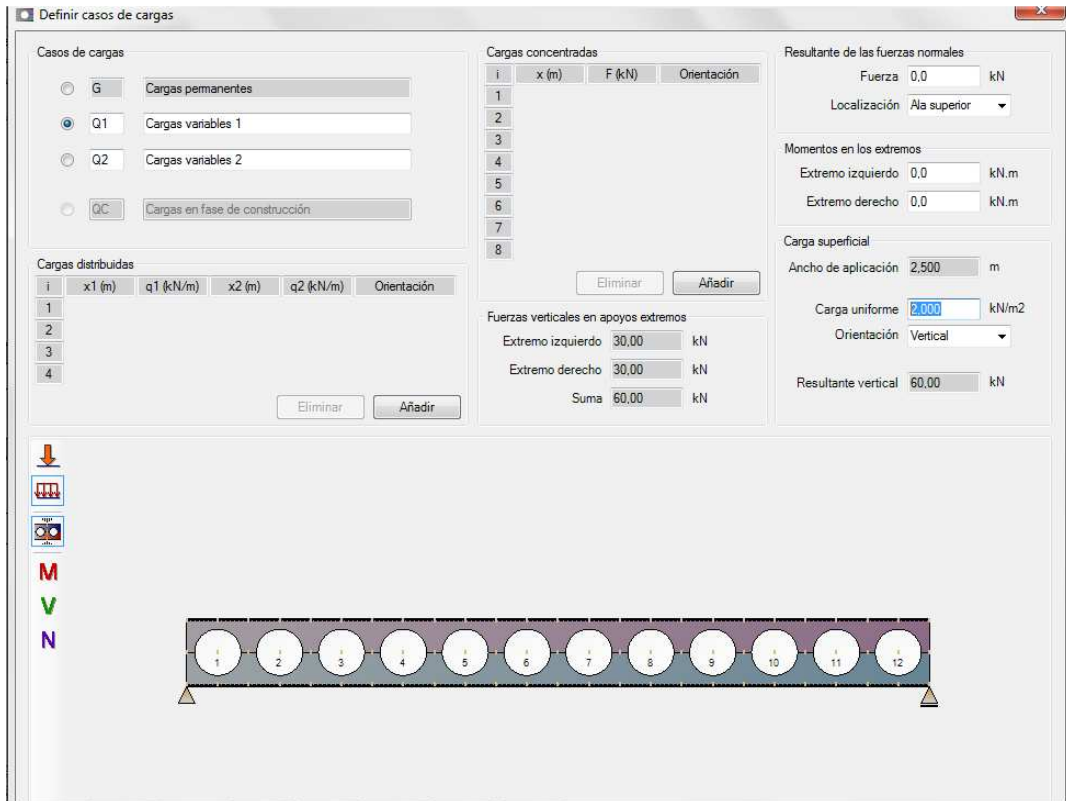 Definir casos de cargas
Casos de cargas
G Cargas permanentes
Q1 Cargas variables 1
Q2 Cargas variables 2
QC Cargas en fase de construcción
Cargas distribuidas
i x1 (m) q1 (kN/m) x2 (m) q2 (kN/m) Orientación
1
2
3
4
Eliminar Añadir
Cargas concentradas
i x (m) F (kN) Orientación
1
2
3
4
5
6
7
8
Eliminar Añadir
Fuerzas verticales en apoyos extremos
Extremo izquierdo 30,00 kN
Extremo derecho 30,00 kN
Suma 60,00 kN
Resultante de las fuerzas normales
Fuerza 0,0 kN
Localización Ala superior
Momentos en los extremos
Extremo izquierdo 0,0 kN.m
Extremo derecho 0,0 kN.m
Carga superficial
Ancho de aplicación 2,500 m
Carga uniforme 2,000 kN/m2
Orientación Vertical
Resultante vertical 60,00 kN
M
V
N
1 2 3 4 5 6 7 8 9 10 11 12